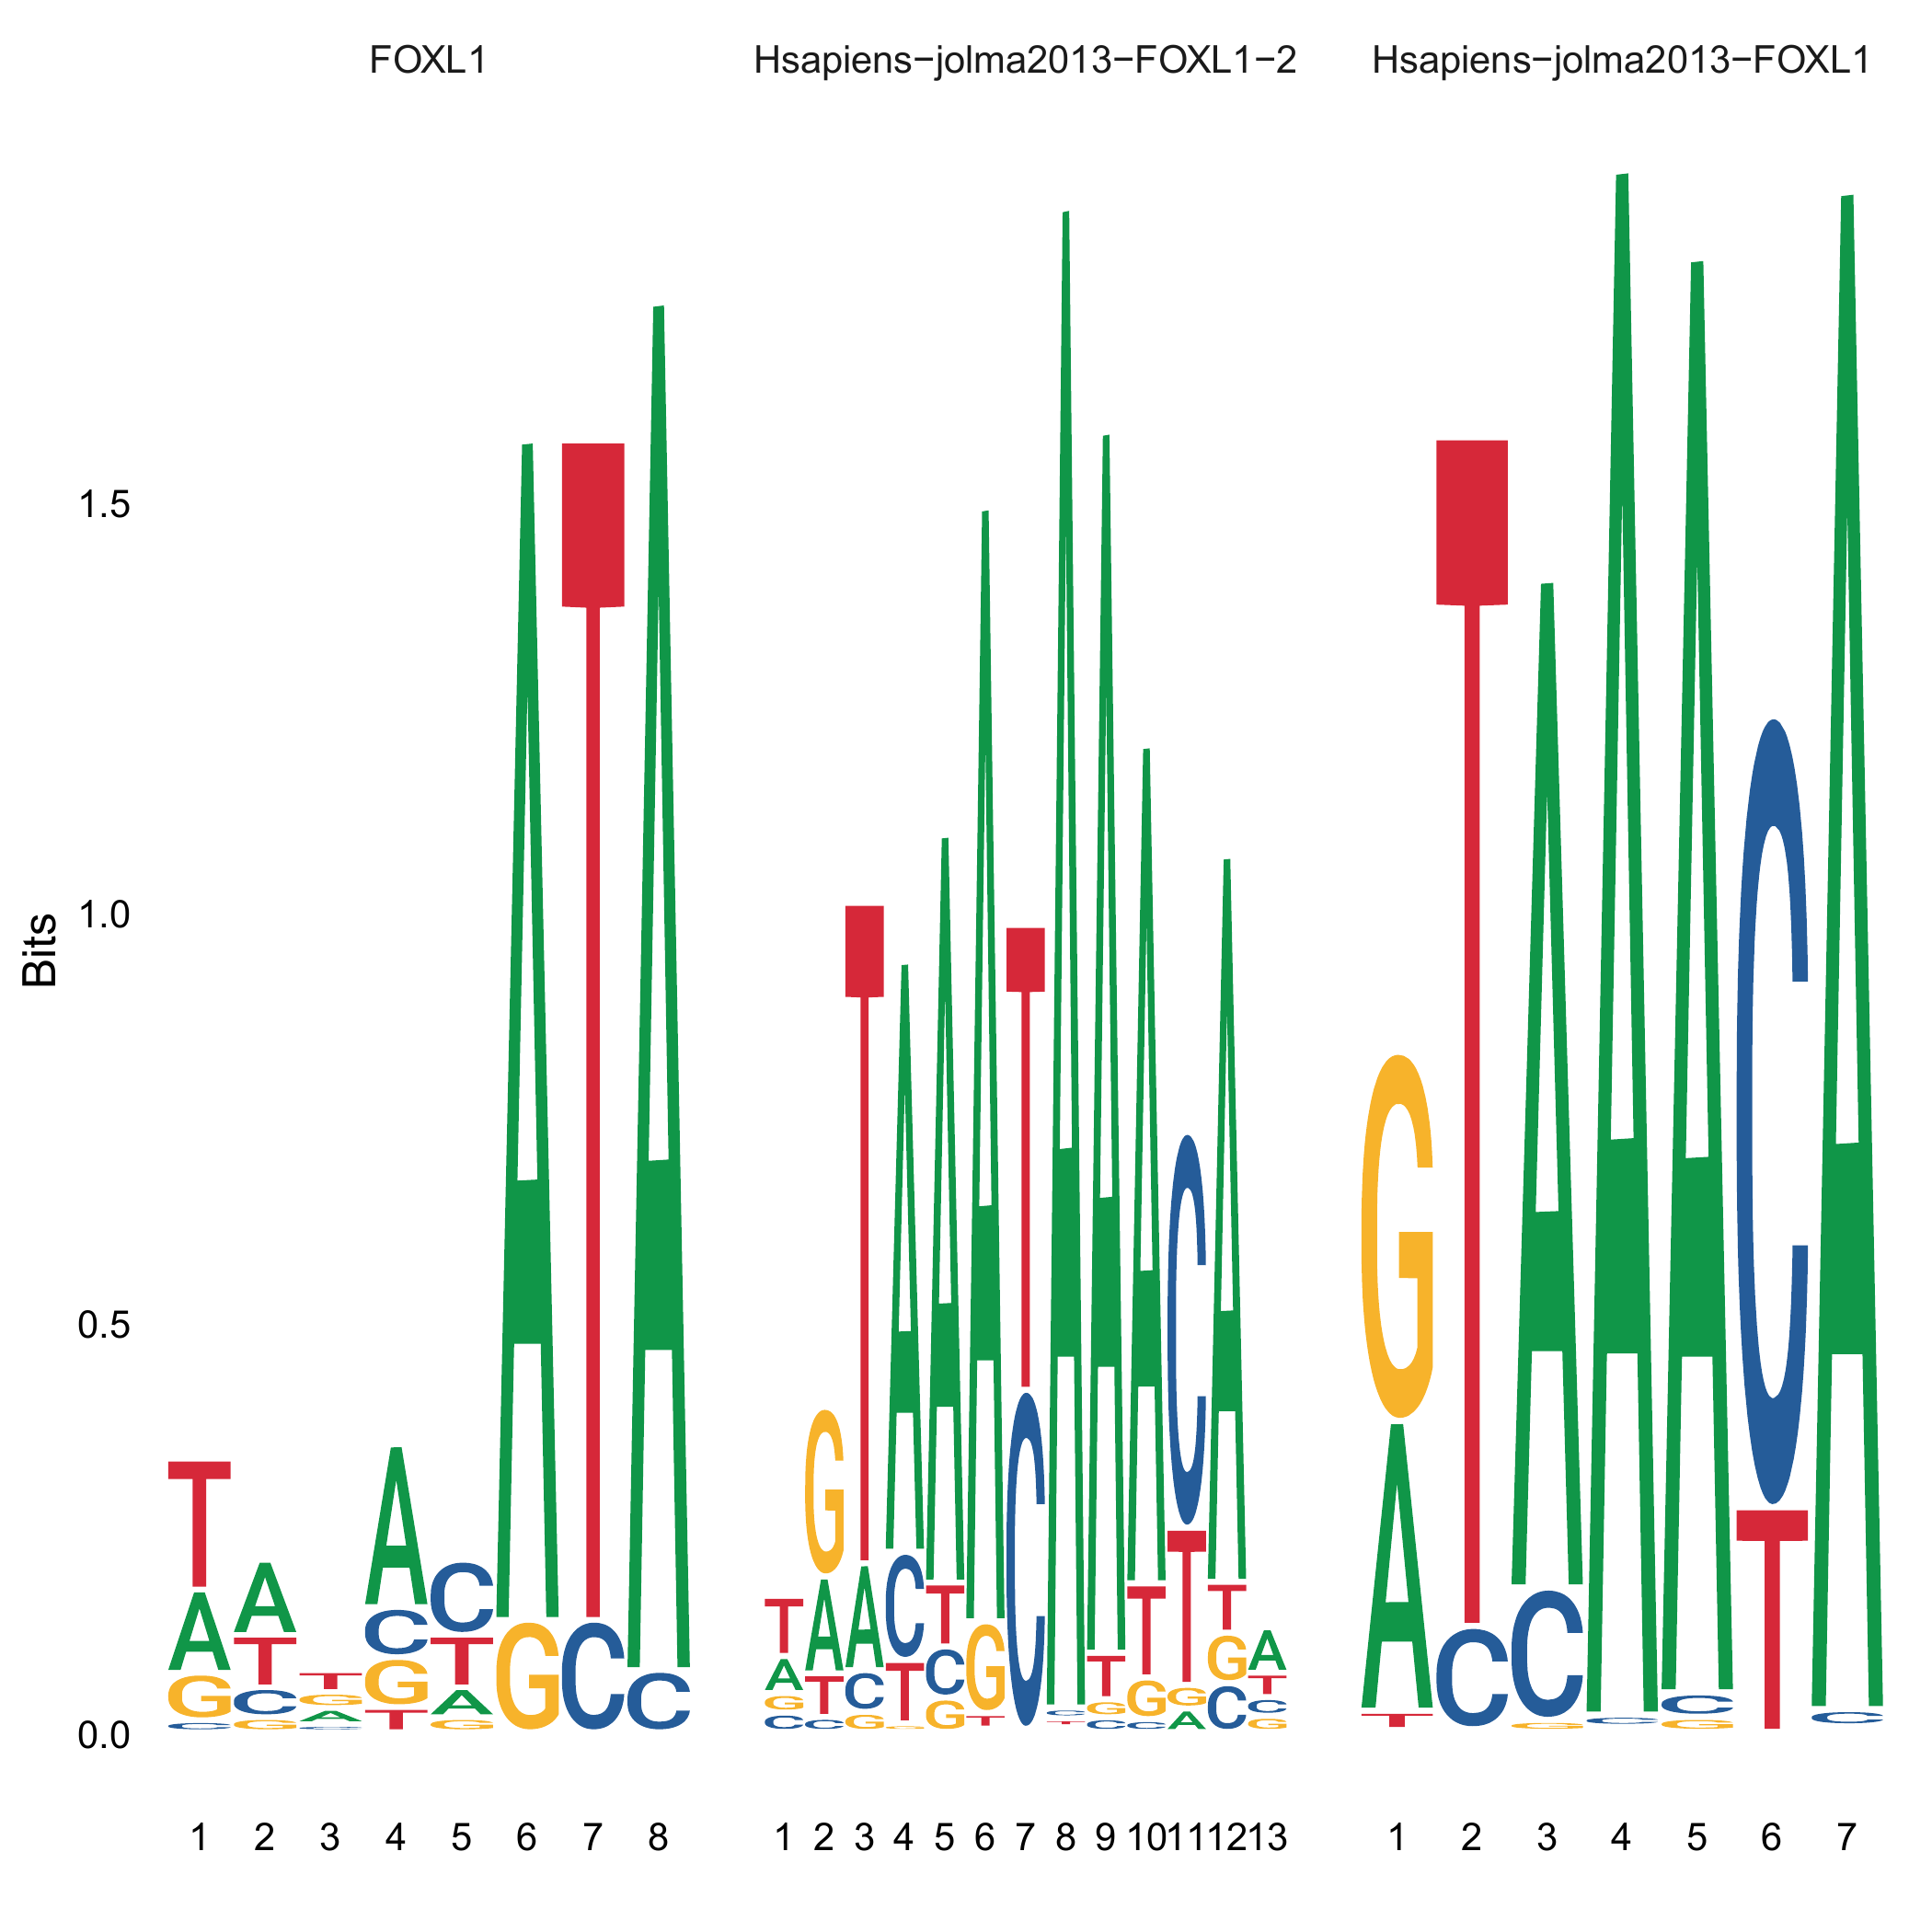 FOXL1
Hsapiens−jolma2013−FOXL1−2
Hsapiens−jolma2013−FOXL1
Bits
1.5
1.0
0.5
0.0
T A G C
A T C G
T G A C
A C G T
C T A G
A G
T C
A C
T A G C
G A T C
T A C G
A C T G
A T C G
A G T
T C
A C T
A T G C
A T G C
C T G A
A T G C
A T C G
G A T
T C
A C G
A C
A C G
C T
A C
1 2 3 4 5 6 7 8
1 2 3 4 5 6 7 8 9 10 11 12 13
1 2 3 4 5 6 7